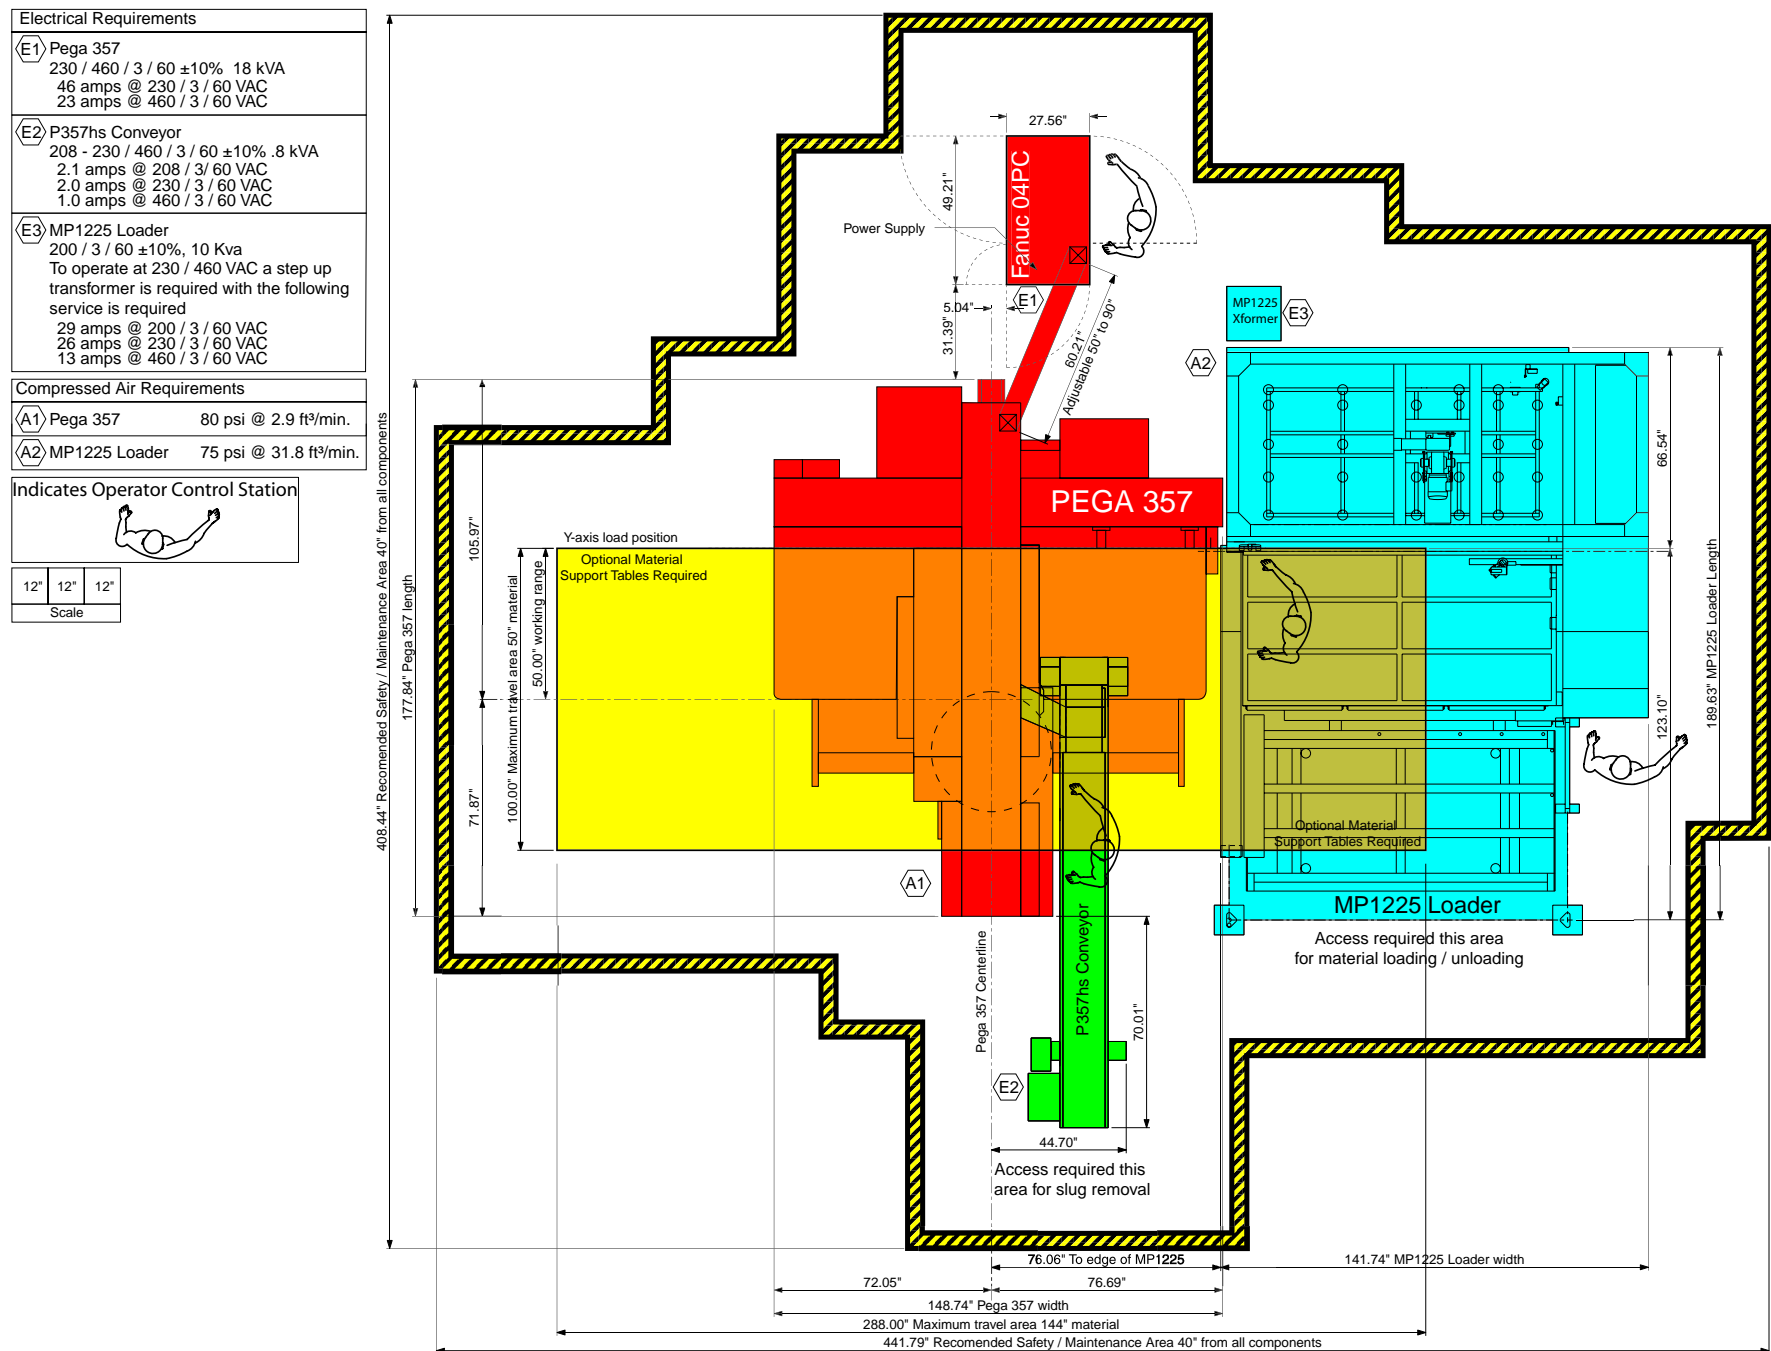 Electrical Requirements
E1 Pega 357
230 / 460 / 3 / 60 ±10%  18 kVA
46 amps @ 230 / 3 / 60 VAC
23 amps @ 460 / 3 / 60 VAC
E2 P357hs Conveyor
208 - 230 / 460 / 3 / 60 ±10% .8 kVA
2.1 amps @ 208 / 3/ 60 VAC
2.0 amps @ 230 / 3 / 60 VAC
1.0 amps @ 460 / 3 / 60 VAC
E3 MP1225 Loader
200 / 3 / 60 ±10%, 10 Kva
To operate at 230 / 460 VAC a step up
transformer is required with the following
service is required
29 amps @ 200 / 3 / 60 VAC
26 amps @ 230 / 3 / 60 VAC
13 amps @ 460 / 3 / 60 VAC
Compressed Air Requirements
A1 Pega 357 80 psi @ 2.9 ft³/min.
A2 MP1225 Loader 75 psi @ 31.8 ft³/min.
Indicates Operator Control Station
12" 12" 12"
Scale
27.56"
49.21"
Fanuc 04PC
Power Supply
E1
5.04"
31.39"
60.21"
Adjustable 50" to 90"
MP1225
Xformer
E3
A2
408.44" Recomended Safety / Maintenance Area 40" from all components
177.84" Pega 357 length
105.97"
71.87"
PEGA 357
66.54"
123.10"
189.63" MP1225 Loader Length
Y-axis load position
Optional Material
Support Tables Required
100.00" Maximum travel area 50" material
50.00" working range
Optional Material
Support Tables Required
A1
MP1225 Loader
Access required this area
for material loading / unloading
Pega 357 Centerline
P357hs Conveyor
70.01"
E2
44.70"
Access required this
area for slug removal
76.06" To edge of MP1225
141.74" MP1225 Loader width
72.05"
76.69"
148.74" Pega 357 width
288.00" Maximum travel area 144" material
441.79" Recomended Safety / Maintenance Area 40" from all components